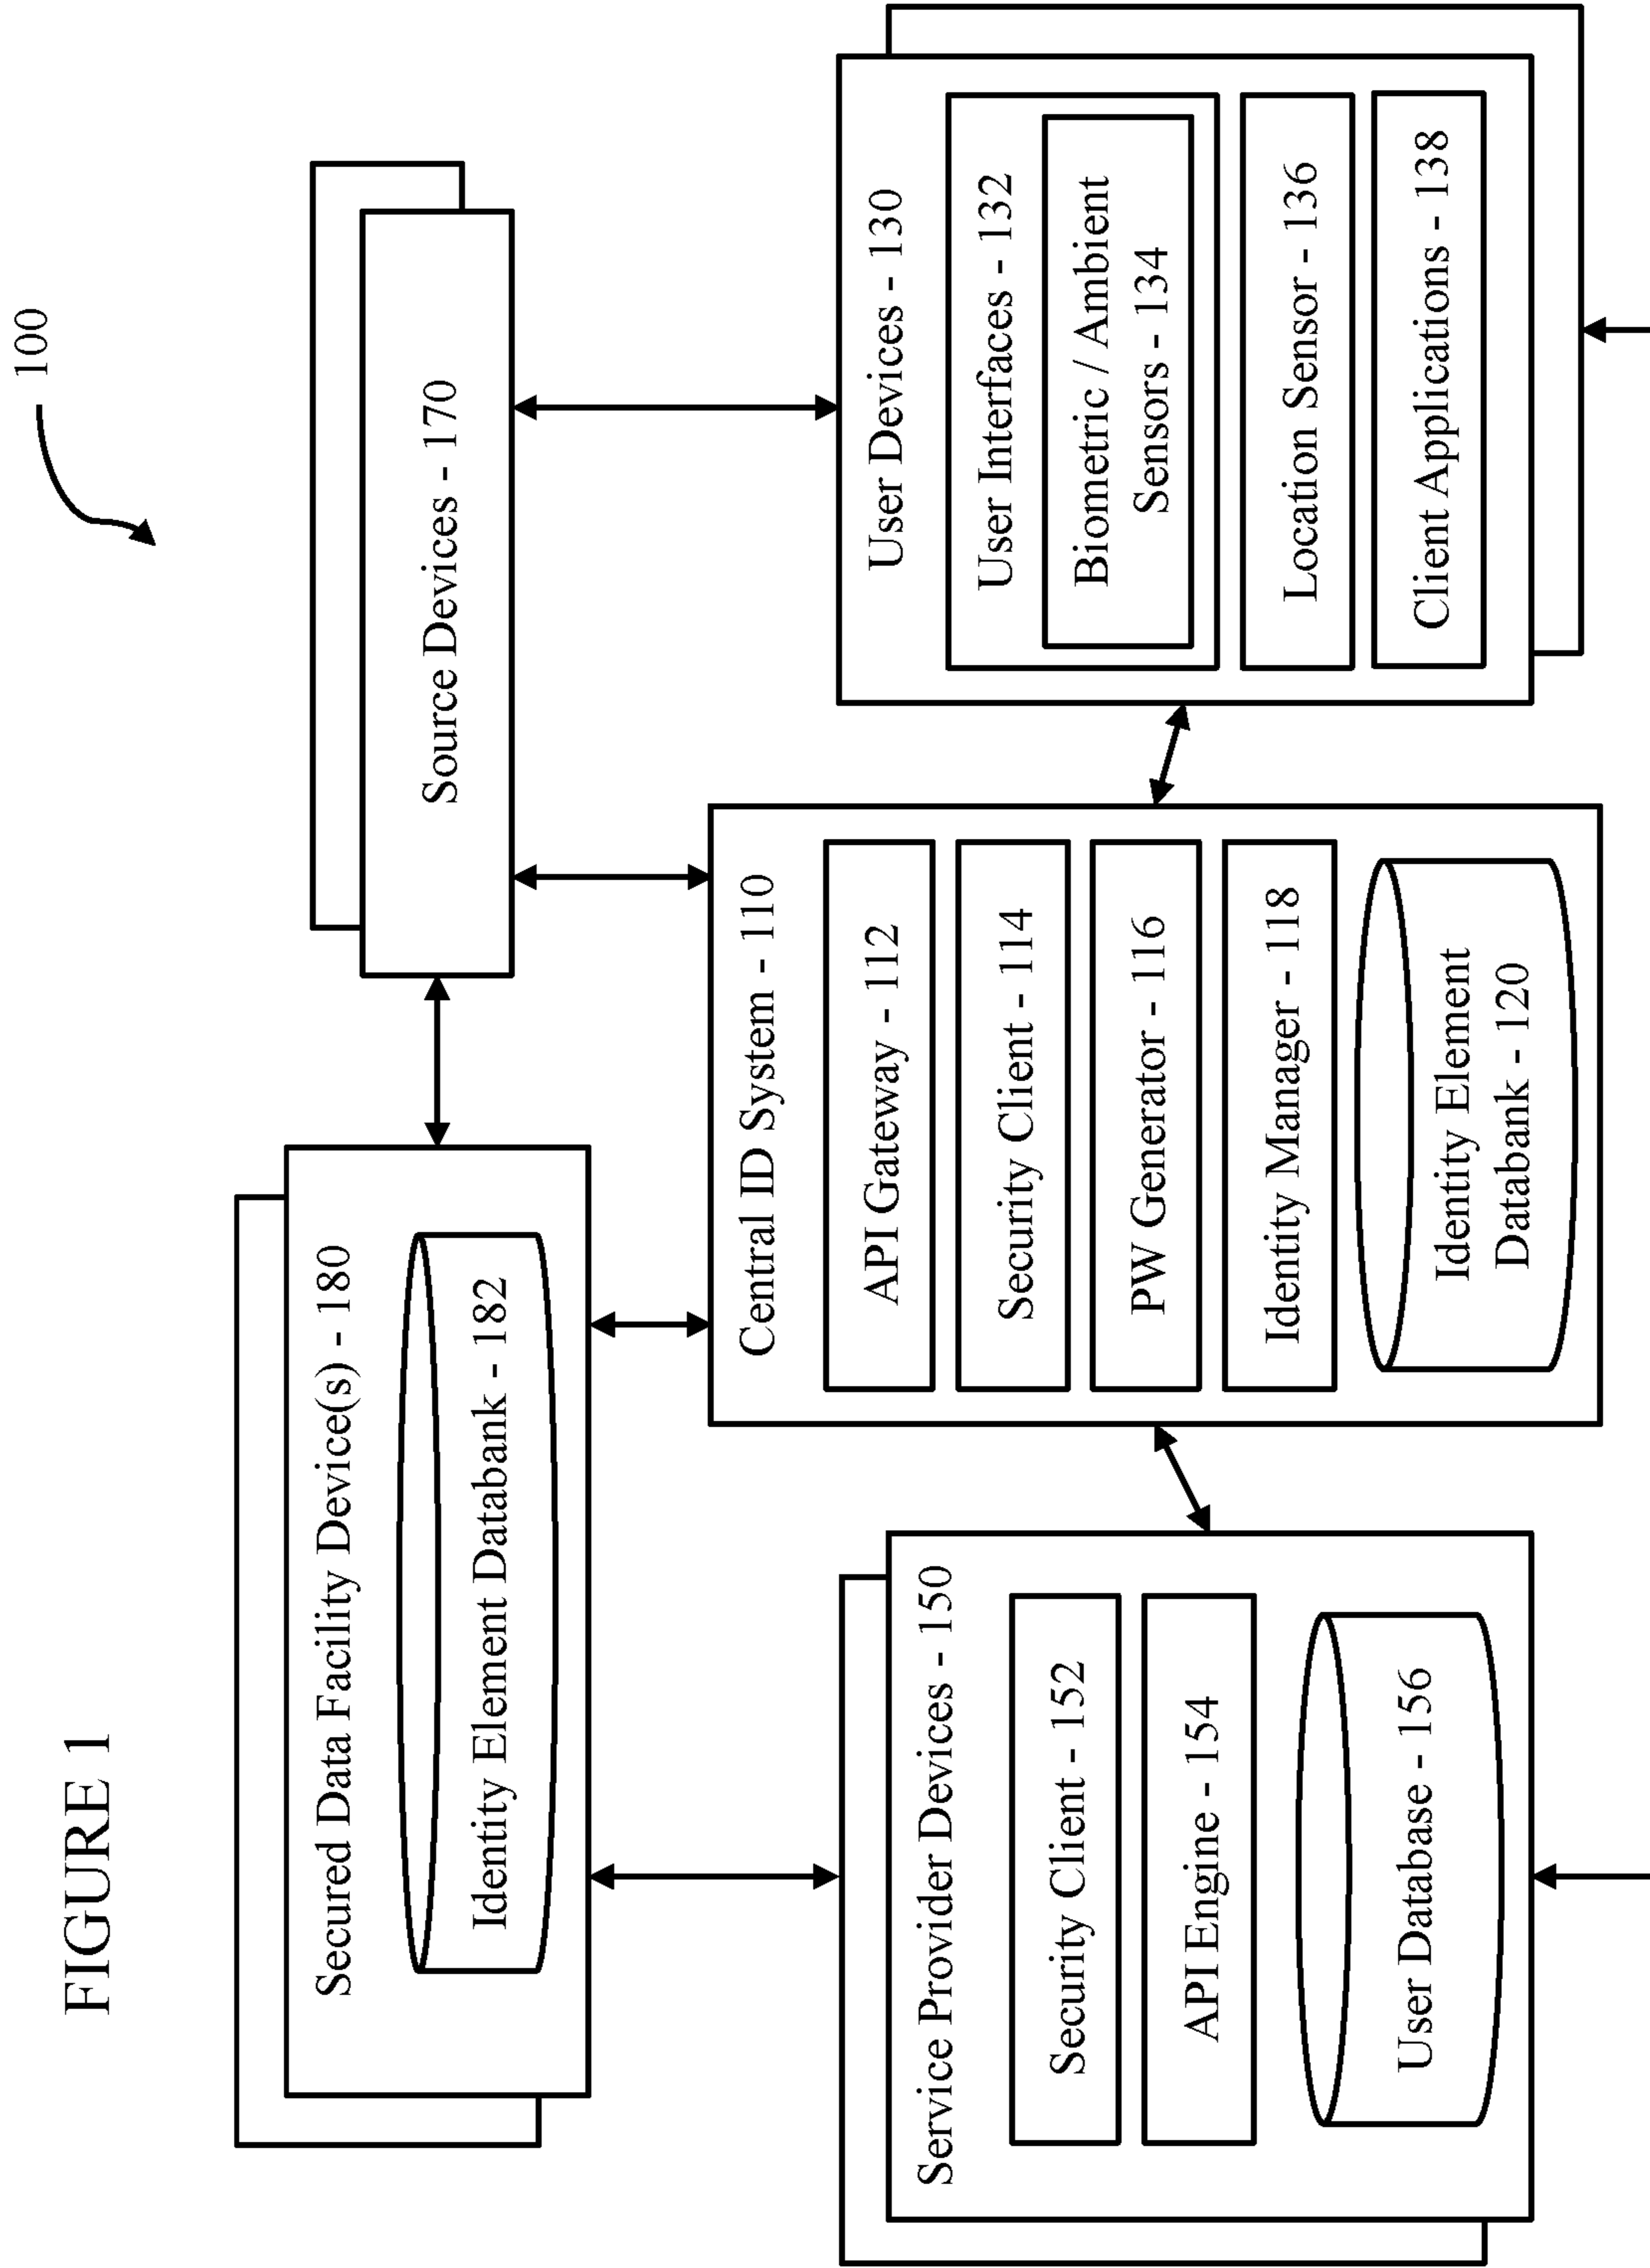 FIGURE 1
100
Secured Data Facility Device(s) - 180
Identity Element Databank - 182
Source Devices - 170
Service Provider Devices - 150
Security Client - 152
API Engine - 154
User Database - 156
Central ID System - 110
API Gateway - 112
Security Client - 114
PW Generator - 116
Identity Manager - 118
Identity Element
Databank - 120
User Devices - 130
User Interfaces - 132
Biometric / Ambient
Sensors - 134
Location Sensor - 136
Client Applications - 138